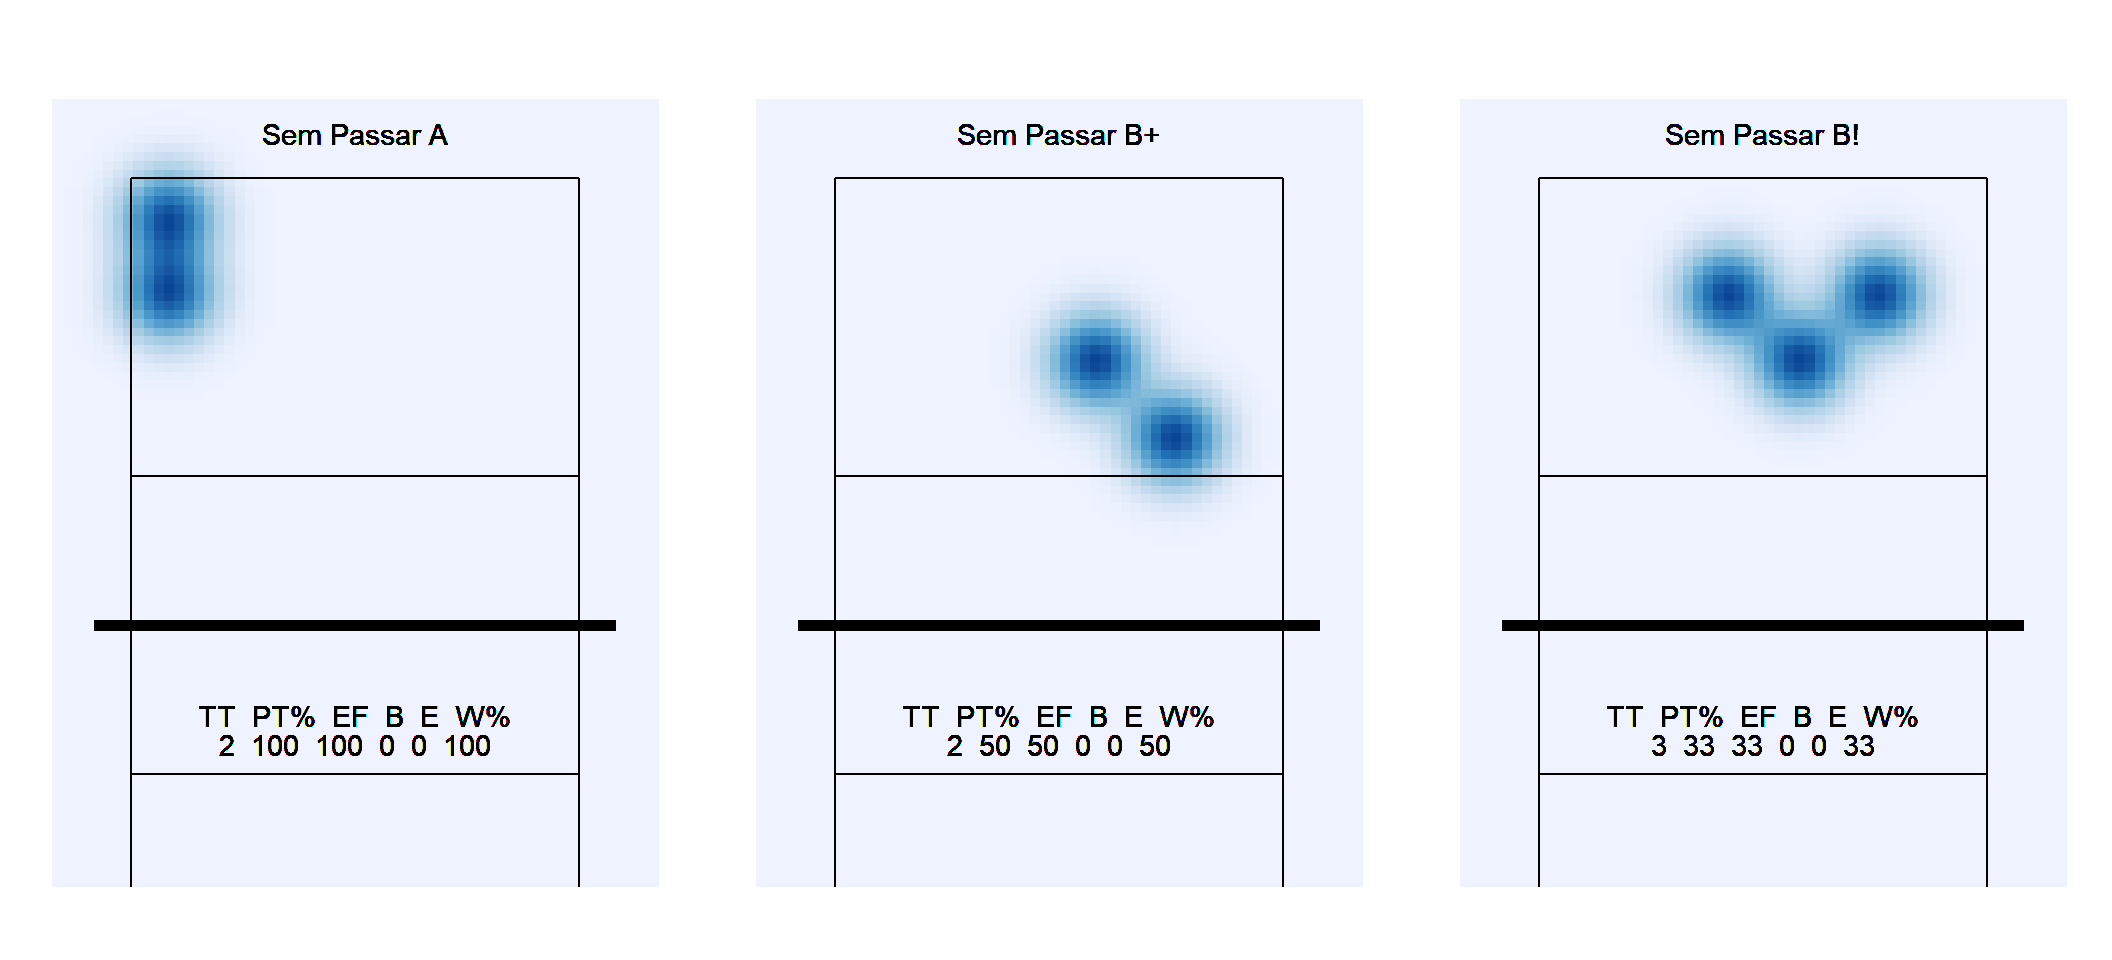 Sem Passar A
TT PT% EF B E W%
2 100 100 0 0 100
Sem Passar B+
TT PT% EF B E W%
2 50 50 0 0 50
Sem Passar B!
TT PT% EF B E W%
3 33 33 0 0 33